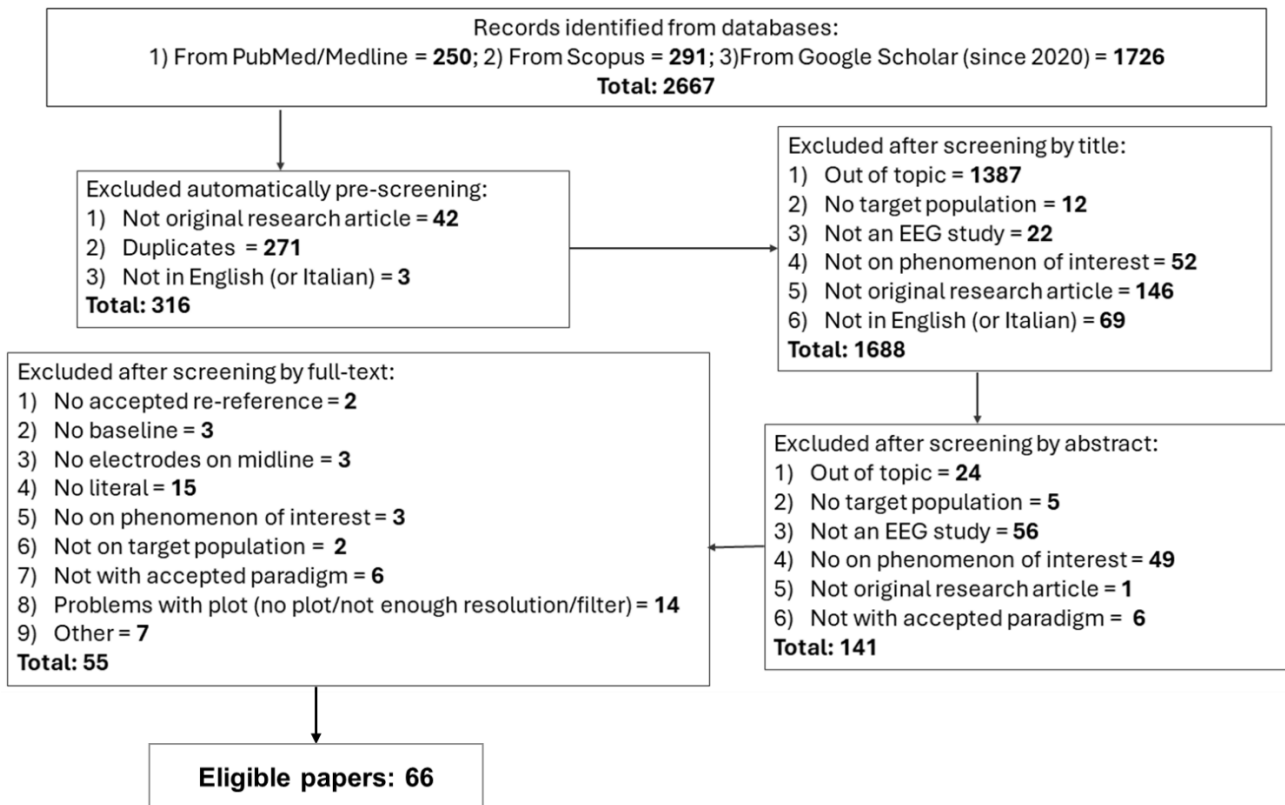 Records identified from databases:
1) From PubMed/Medline = 250; 2) From Scopus = 291; 3)From Google Scholar (since 2020) = 1726
Total: 2667
Excluded automatically pre-screening:
1) Not original research article = 42
2) Duplicates = 271
3) Not in English (or Italian) = 3
Total: 316
Excluded after screening by title:
1) Out of topic = 1387
2) No target population = 12
3) Not an EEG study = 22
4) Not on phenomenon of interest = 52
5) Not original research article = 146
6) Not in English (or Italian) = 69
Total: 1688
Excluded after screening by abstract:
1) Out of topic = 24
2) No target population = 5
3) Not an EEG study = 56
4) No on phenomenon of interest = 49
5) Not original research article = 1
6) Not with accepted paradigm = 6
Total: 141
Excluded after screening by full-text:
1) No accepted re-reference = 2
2) No baseline = 3
3) No electrodes on midline = 3
4) No literal = 15
5) No on phenomenon of interest = 3
6) Not on target population = 2
7) Not with accepted paradigm = 6
8) Problems with plot (no plot/not enough resolution/filter) = 14
9) Other = 7
Total: 55
Eligible papers: 66